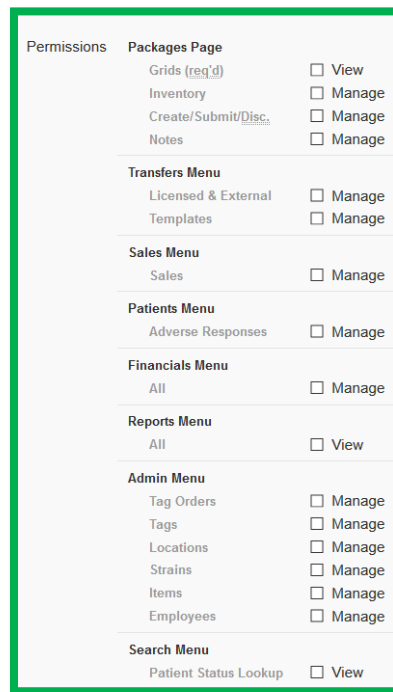 Permissions Packages Page
Grids (req'd) View
Inventory Manage
Create/Submit/Disc. Manage
Notes Manage
Transfers Menu
Licensed & External Manage
Templates Manage
Sales Menu
Sales Manage
Patients Menu
Adverse Responses Manage
Financials Menu
All Manage
Reports Menu
All View
Admin Menu
Tag Orders Manage
Tags Manage
Locations Manage
Strains Manage
Items Manage
Employees Manage
Search Menu
Patient Status Lookup View